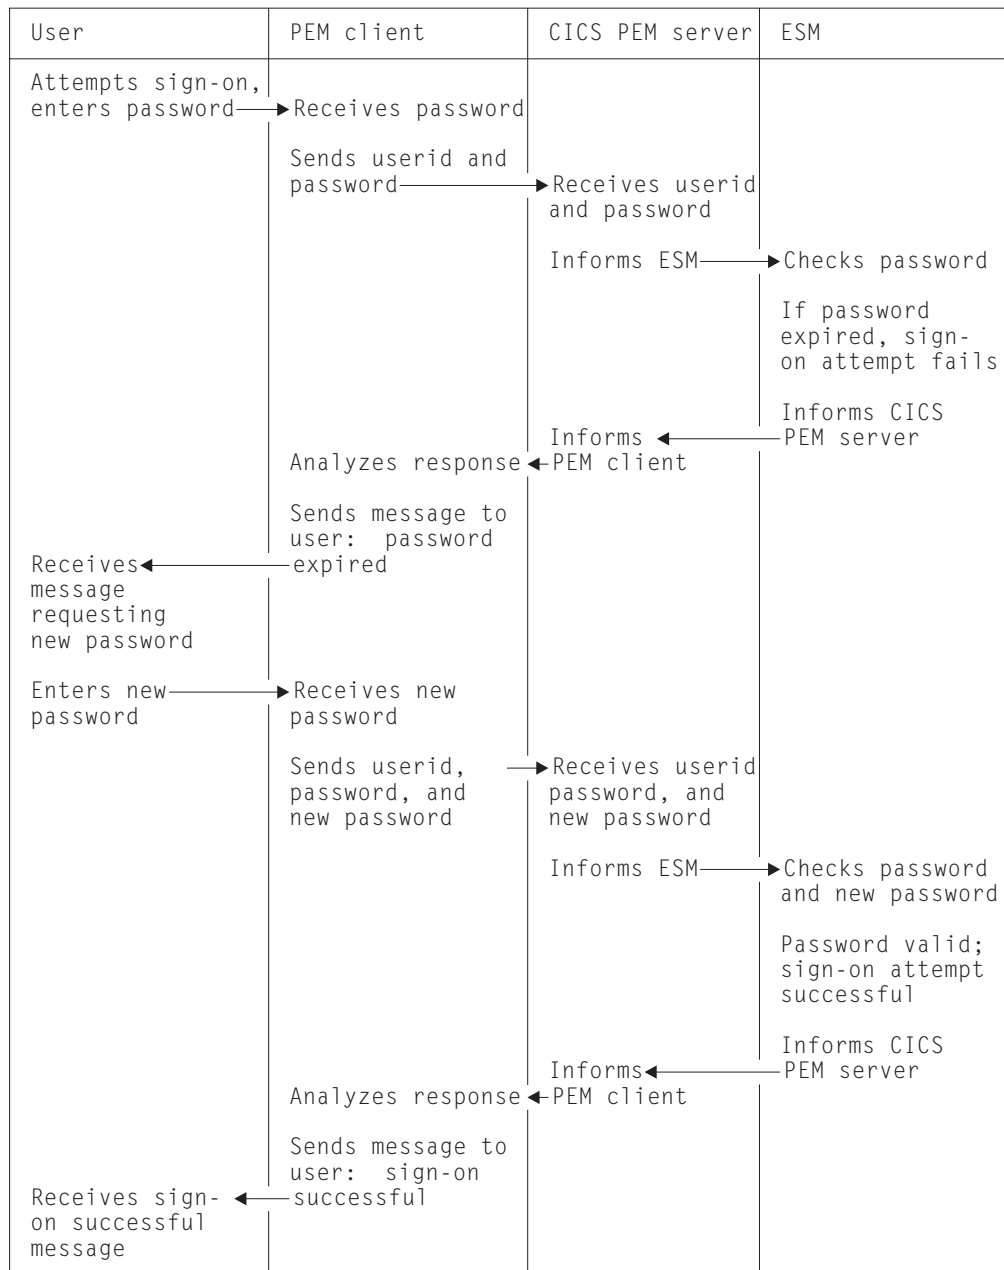 User
PEM client
CICS PEM server
ESM
Attempts sign-on,
enters password
Receives password
Sends userid and
password
Receives userid
and password
Informs ESM
Checks password
If password
expired, sign-
on attempt fails
Informs CICS
PEM server
Informs
PEM client
Analyzes response
Sends message to
user:  password
expired
Receives
message
requesting
new password
Enters new
password
Receives new
password
Sends userid,
password, and
new password
Receives userid
password, and
new password
Informs ESM
Checks password
and new password
Password valid;
sign-on attempt
successful
Informs CICS
PEM server
Informs
PEM client
Analyzes response
Sends message to
user:  sign-on
successful
Receives sign-
on successful
message